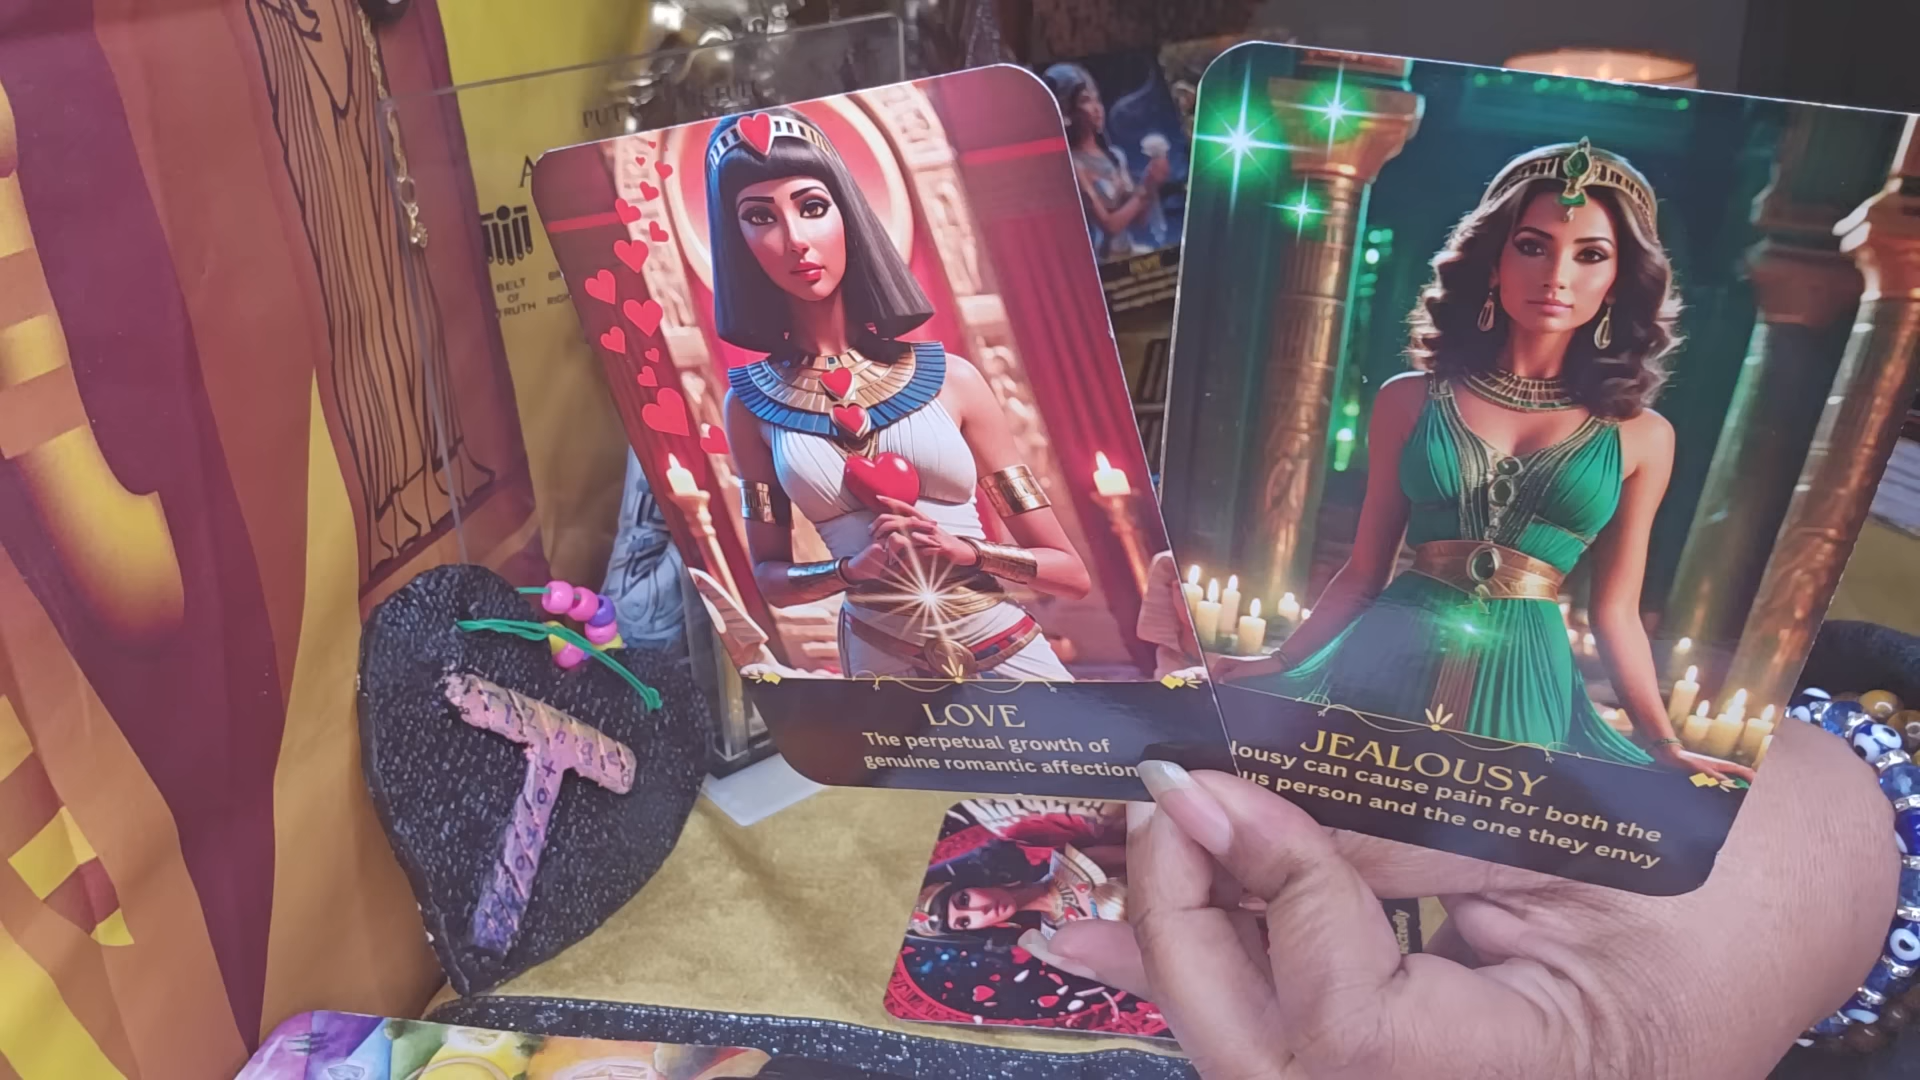 BELT
OF
TRUTH
LOVE
The perpetual growth of
genuine romantic affection
JEALOUSY
lousy can cause pain for both the
us person and the one they envy